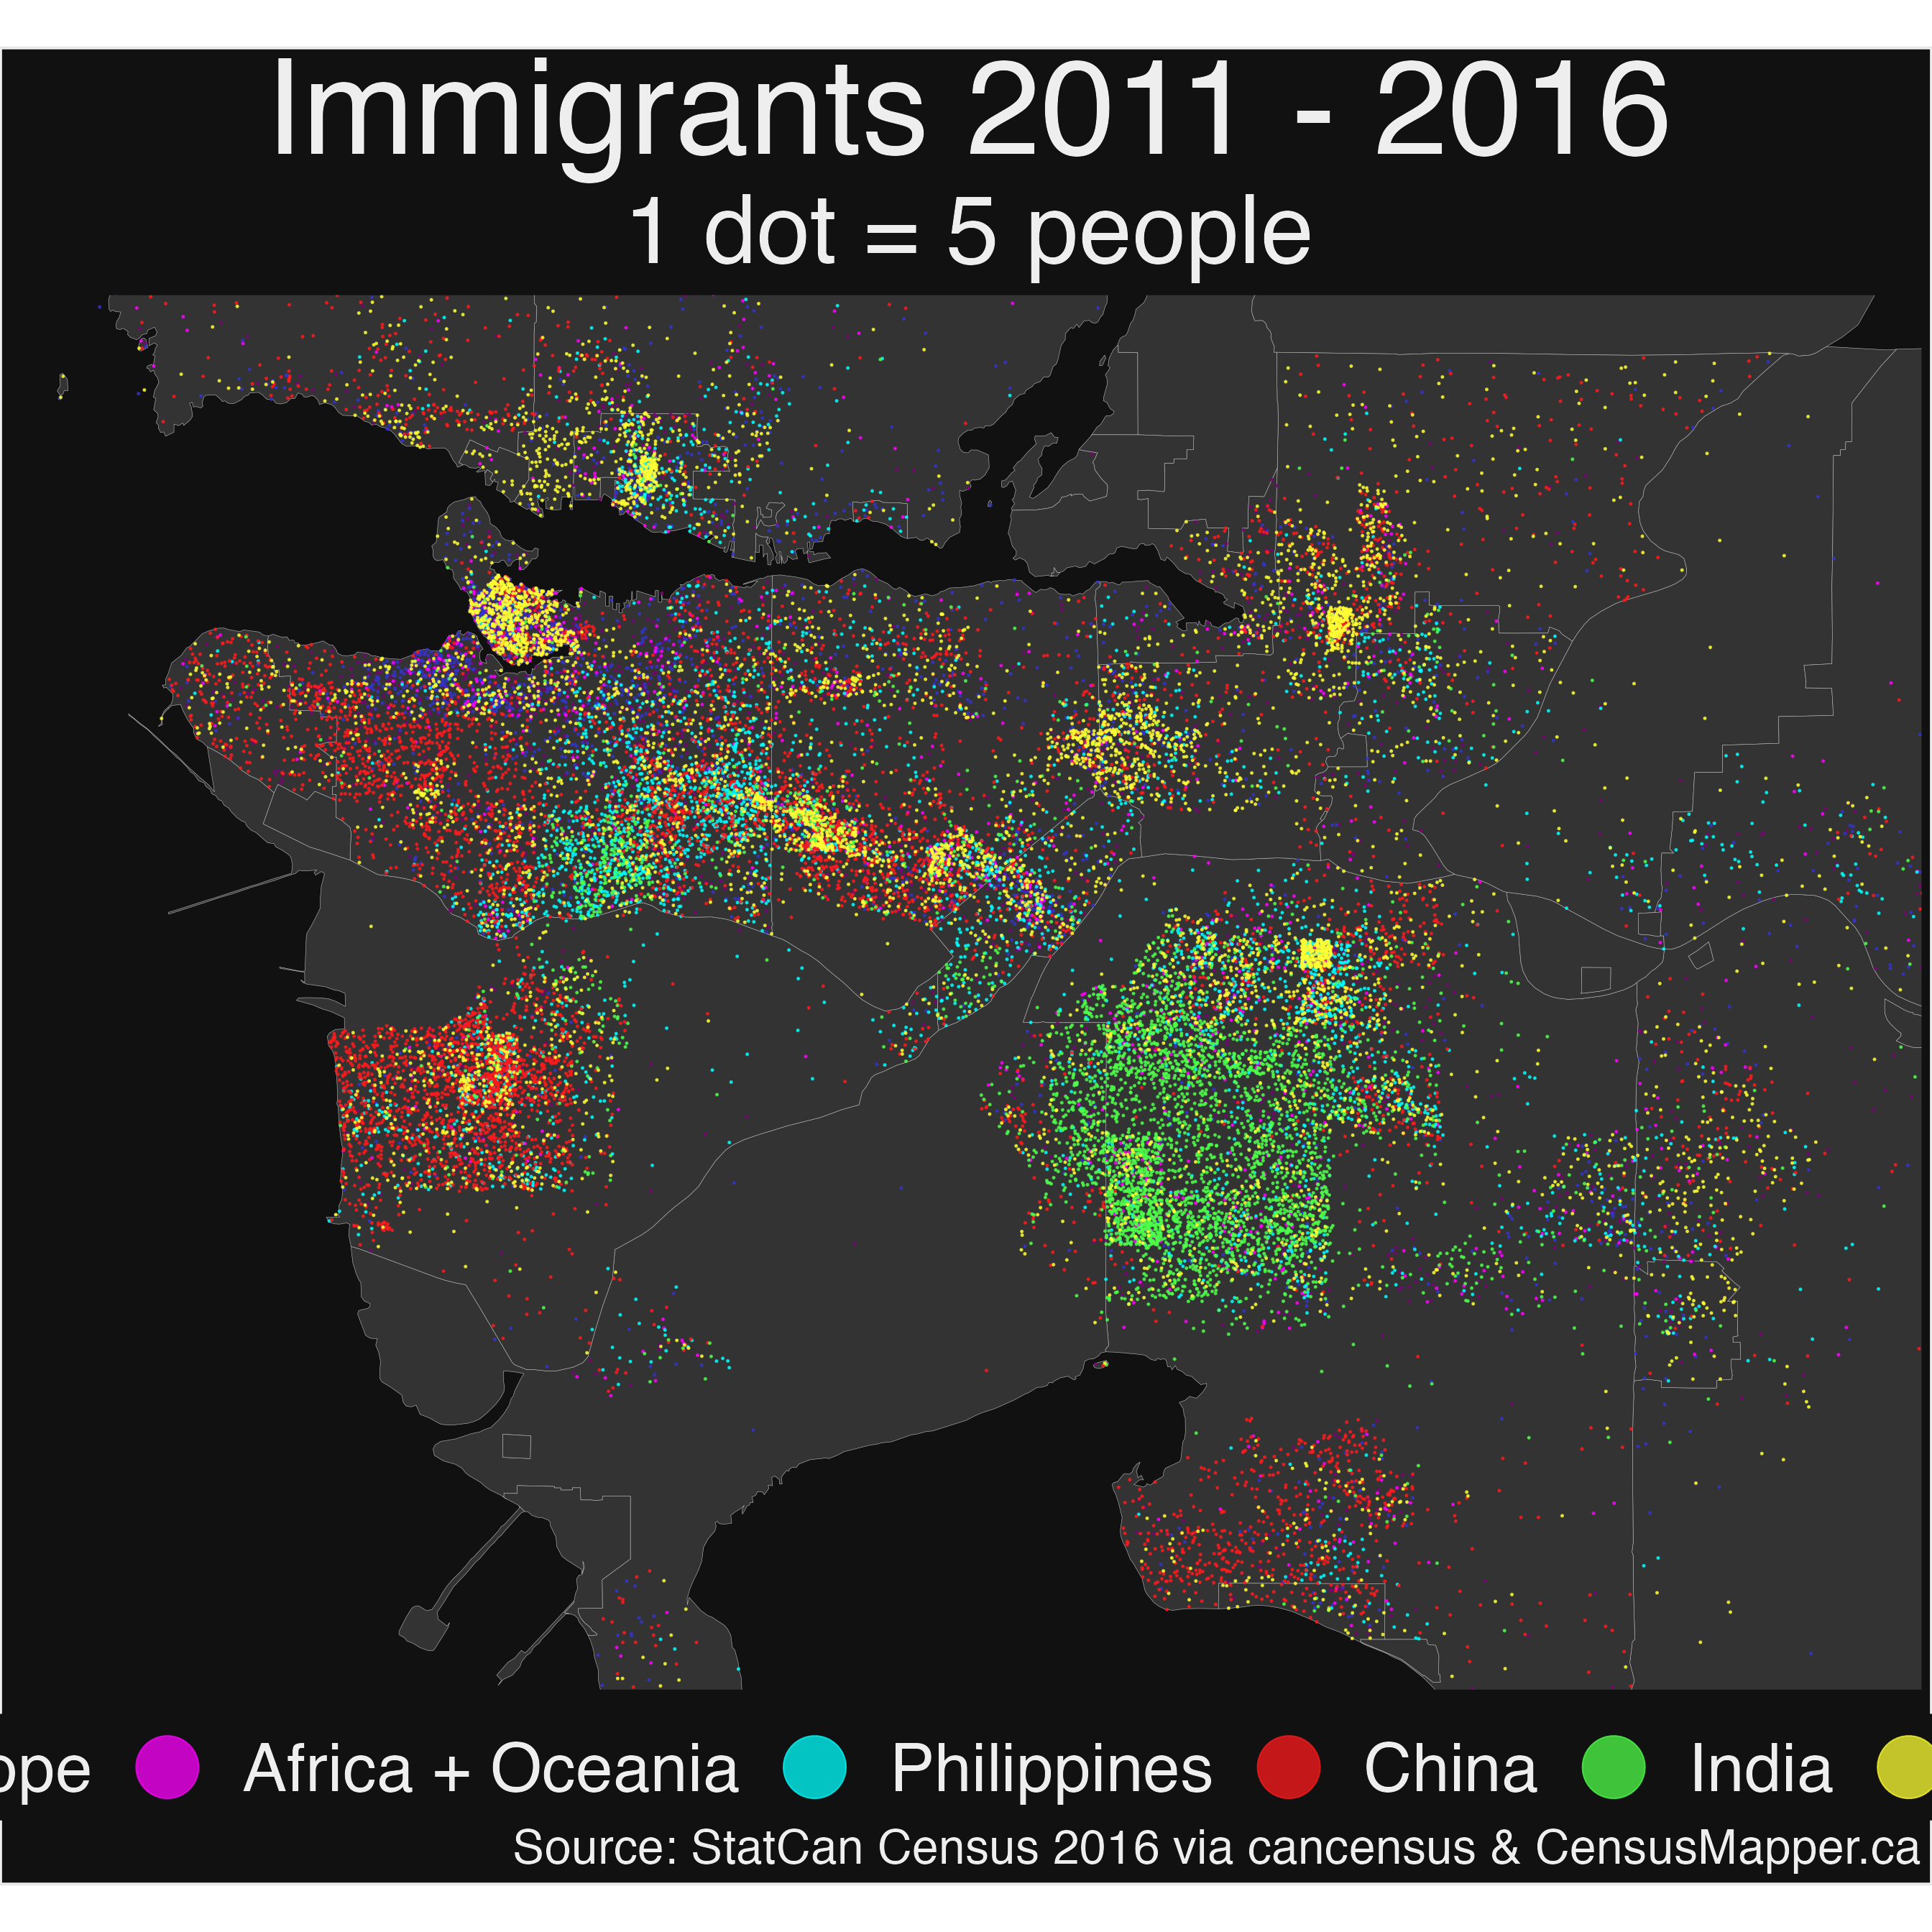 Immigrants 2011 - 2016
1 dot = 5 people
ope Africa + Oceania Philippines China India
Source: StatCan Census 2016 via cancensus & CensusMapper.ca